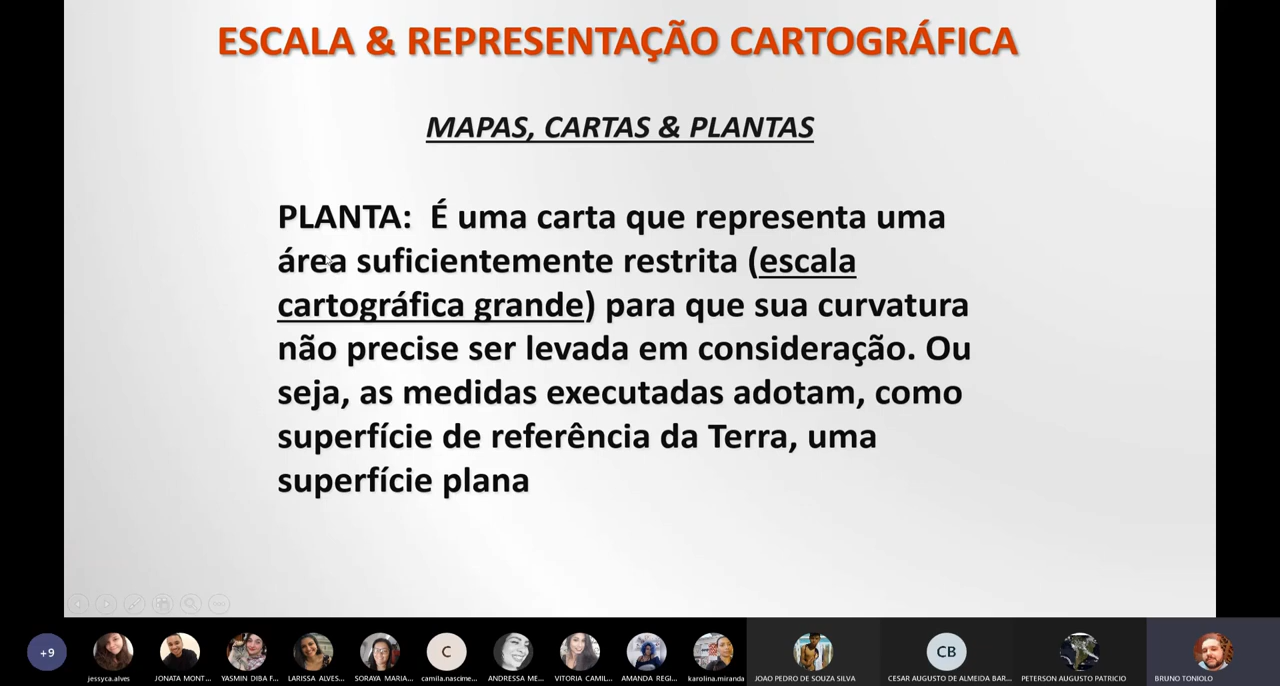 ESCALA & REPRESENTAÇÃO CARTOGRÁFICA
MAPAS, CARTAS & PLANTAS
PLANTA: É uma carta que representa uma
área suficientemente restrita (escala
cartográfica grande) para que sua curvatura
não precise ser levada em consideração. Ou
seja, as medidas executadas adotam, como
superfície de referência da Terra, uma
superfície plana
+9
C
CB
jessyca.alves
JONATA MONT...
YASMIN DIBA F...
LARISSA ALVES...
SORAYA MARIA...
camila.nascime...
ANDRESSA ME...
VITORIA CAMIL...
AMANDA REGI...
karolina.miranda
JOAO PEDRO DE SOUZA SILVA
CESAR AUGUSTO DE ALMEIDA BAR...
PETERSON AUGUSTO PATRICIO
BRUNO TONIOLO